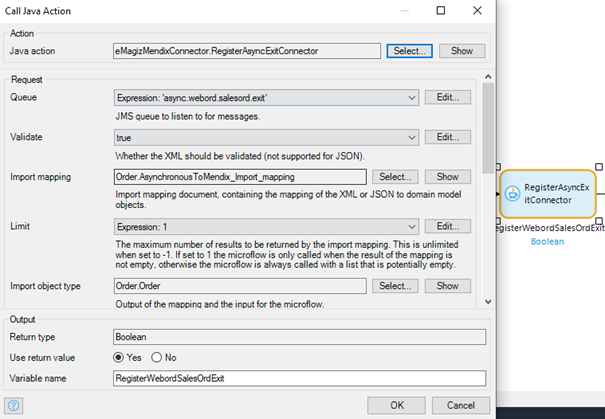 Call Java Action
Action
Java action
eMagizMendixConnector.RegisterAsyncExitConnector
Select...
Show
Request
Queue
Expression: 'async.webord.salesord.exit'
Edit...
JMS queue to listen to for messages.
Validate
true
Edit...
Whether the XML should be validated (not supported for JSON).
Import mapping
Order.AsynchronousToMendix_Import_mapping
Select...
Show
Import mapping document, containing the mapping of the XML or JSON to domain model
objects.
Limit
Expression: 1
Edit...
The maximum number of results to be returned by the import mapping. This is unlimited
when set to -1. If set to 1 the microflow is only called when the result of the mapping is
not empty, otherwise the microflow is always called with a list that is potentially empty.
Import object type
Order.Order
Select...
Show
Output of the mapping and the input for the microflow.
Output
Return type
Boolean
Use return value
Yes
No
Variable name
RegisterWebordSalesOrdExit
?
OK
Cancel
RegisterAsyncEx
itConnector
egisterWebordSalesOrdExit
Boolean